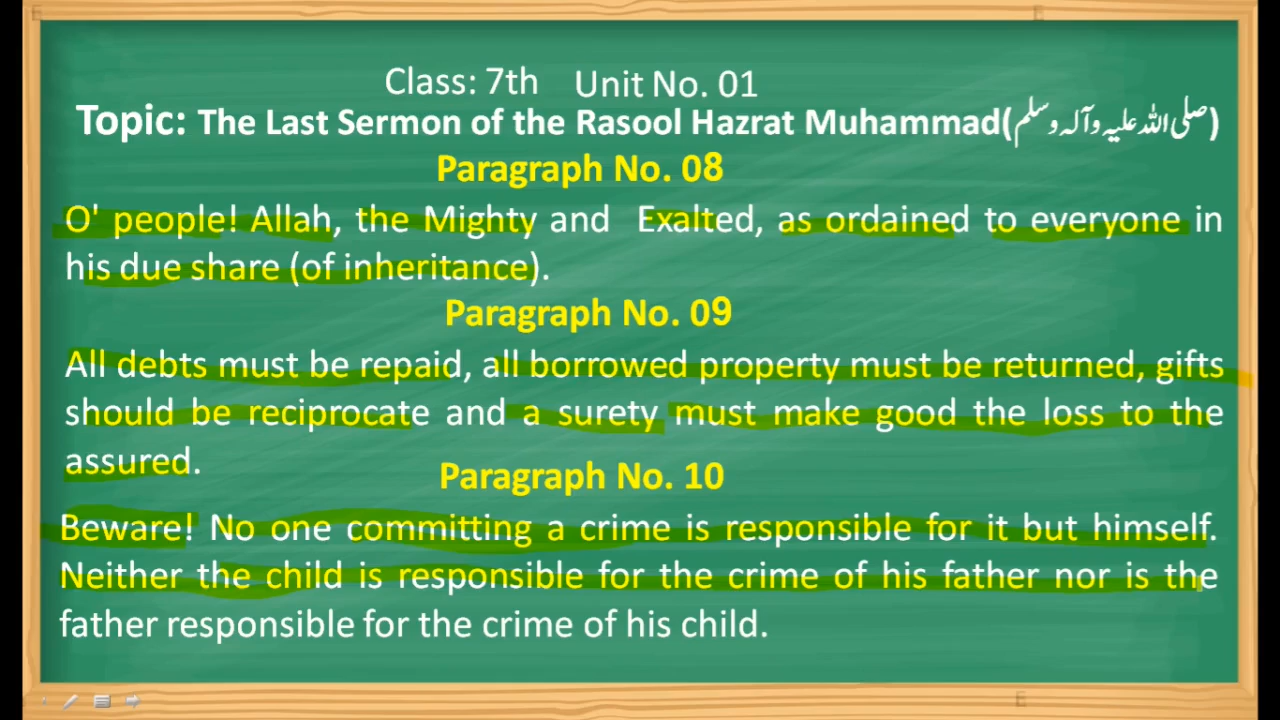 Class: 7th Unit No. 01
Topic: The Last Sermon of the Rasool Hazrat Muhammad(صلی اللہ علیہ وآلہ وسلم)
Paragraph No. 08
O' people! Allah, the Mighty and Exalted, as ordained to everyone in
his due share (of inheritance).
Paragraph No. 09
All debts must be repaid, all borrowed property must be returned, gifts
should be reciprocate and a surety must make good the loss to the
assured.
Paragraph No. 10
Beware! No one committing a crime is responsible for it but himself.
Neither the child is responsible for the crime of his father nor is the
father responsible for the crime of his child.